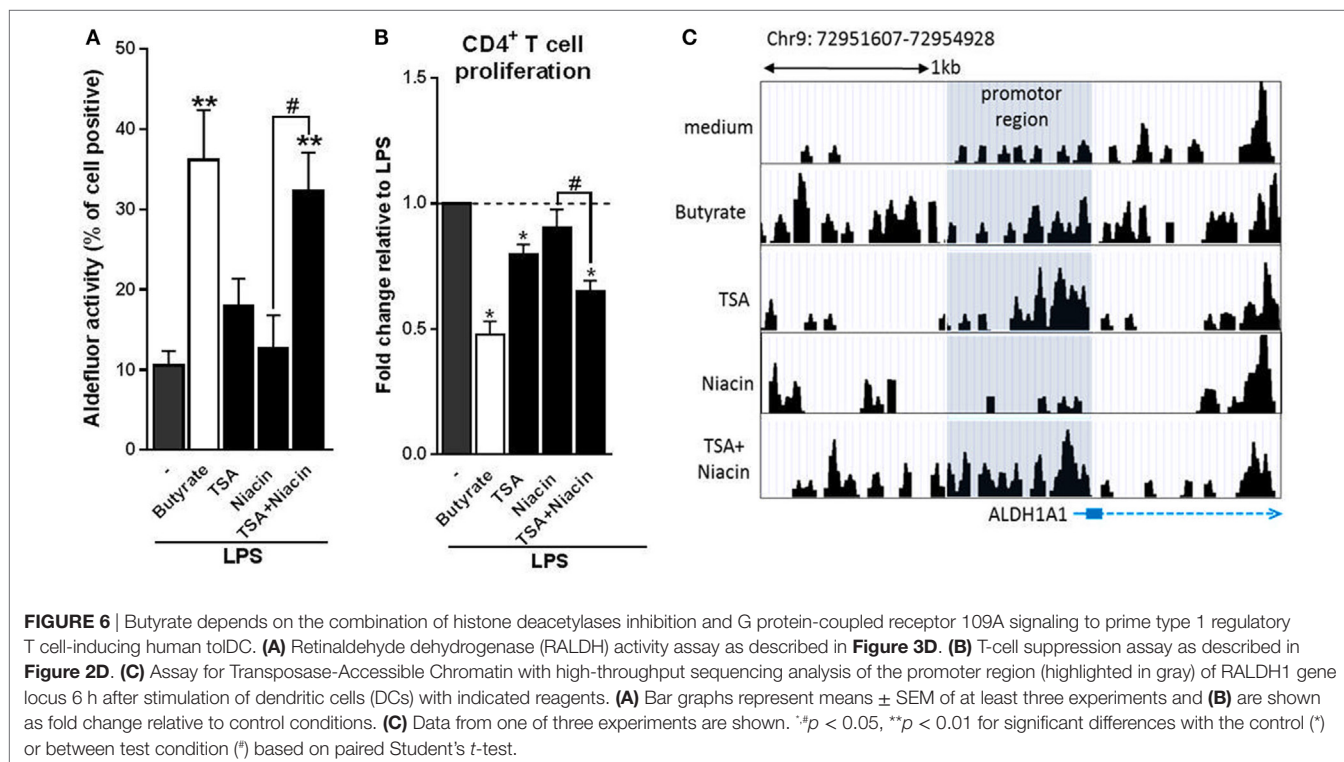 A
Aldefluor activity (% of cell positive)
50
40
30
20
10
0
**
#
**
-
Butyrate
TSA
Niacin
TSA+Niacin
LPS
B
CD4+ T cell
proliferation
Fold change relative to LPS
1.5
1.0
0.5
0.0
*
*
#
*
-
Butyrate
TSA
Niacin
TSA+Niacin
LPS
C
Chr9: 72951607-72954928
1kb
promotor
region
medium
Butyrate
TSA
Niacin
TSA+
Niacin
ALDH1A1
FIGURE 6 | Butyrate depends on the combination of histone deacetylases inhibition and G protein-coupled receptor 109A signaling to prime type 1 regulatory
T cell-inducing human tolDC. (A) Retinaldehyde dehydrogenase (RALDH) activity assay as described in Figure 3D. (B) T-cell suppression assay as described in
Figure 2D. (C) Assay for Transposase-Accessible Chromatin with high-throughput sequencing analysis of the promoter region (highlighted in gray) of RALDH1 gene
locus 6 h after stimulation of dendritic cells (DCs) with indicated reagents. (A) Bar graphs represent means ± SEM of at least three experiments and (B) are shown
as fold change relative to control conditions. (C) Data from one of three experiments are shown. *,#p < 0.05, **p < 0.01 for significant differences with the control (*)
or between test condition (#) based on paired Student's t-test.